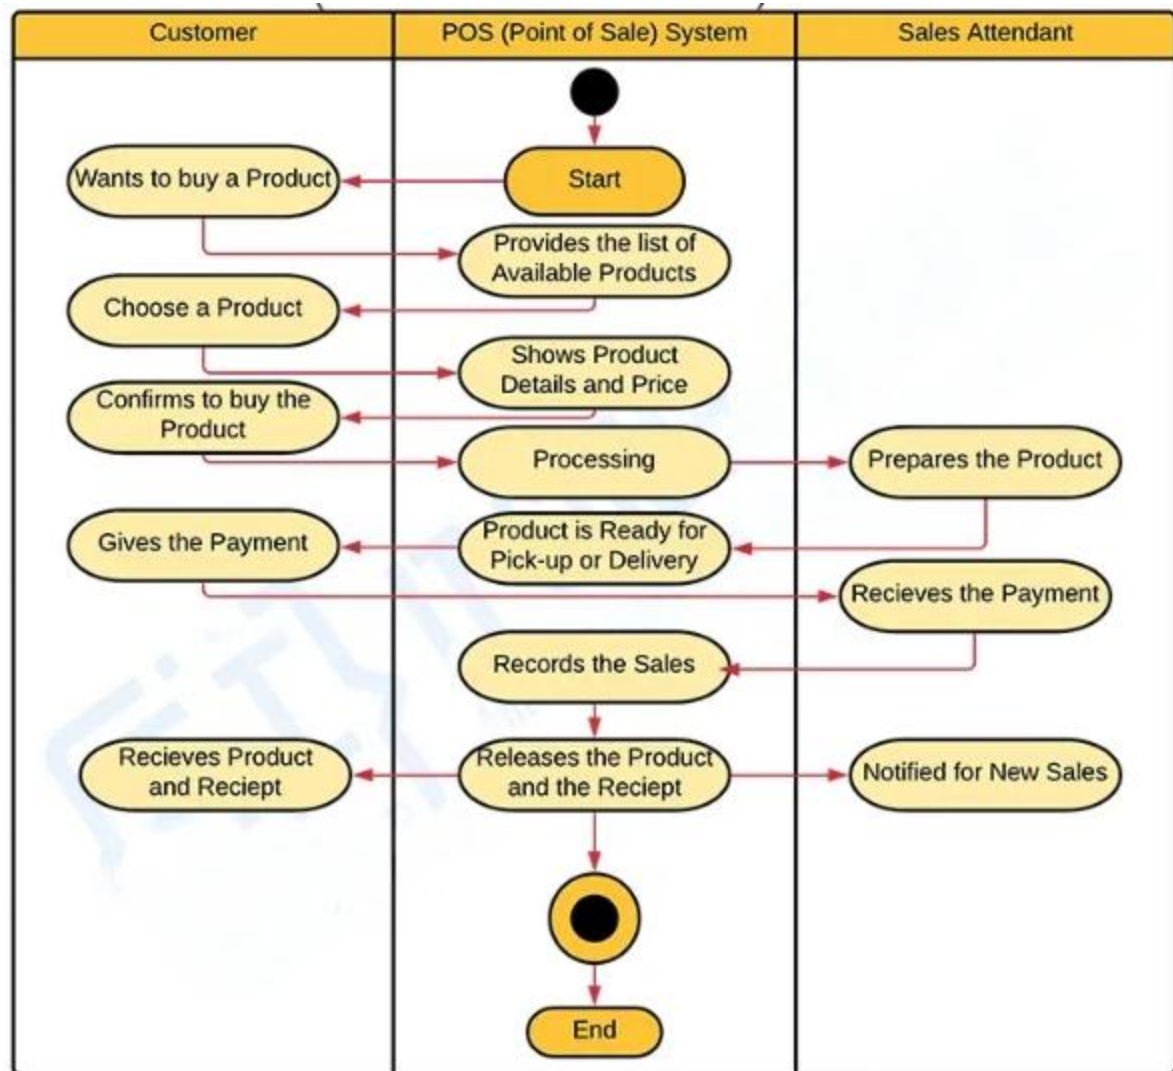 Customer
POS (Point of Sale) System
Sales Attendant
Start
Wants to buy a Product
Provides the list of
Available Products
Choose a Product
Shows Product
Details and Price
Confirms to buy the
Product
Processing
Prepares the Product
Product is Ready for
Pick-up or Delivery
Gives the Payment
Recieves the Payment
Records the Sales
Releases the Product
and the Reciept
Recieves Product
and Reciept
Notified for New Sales
End